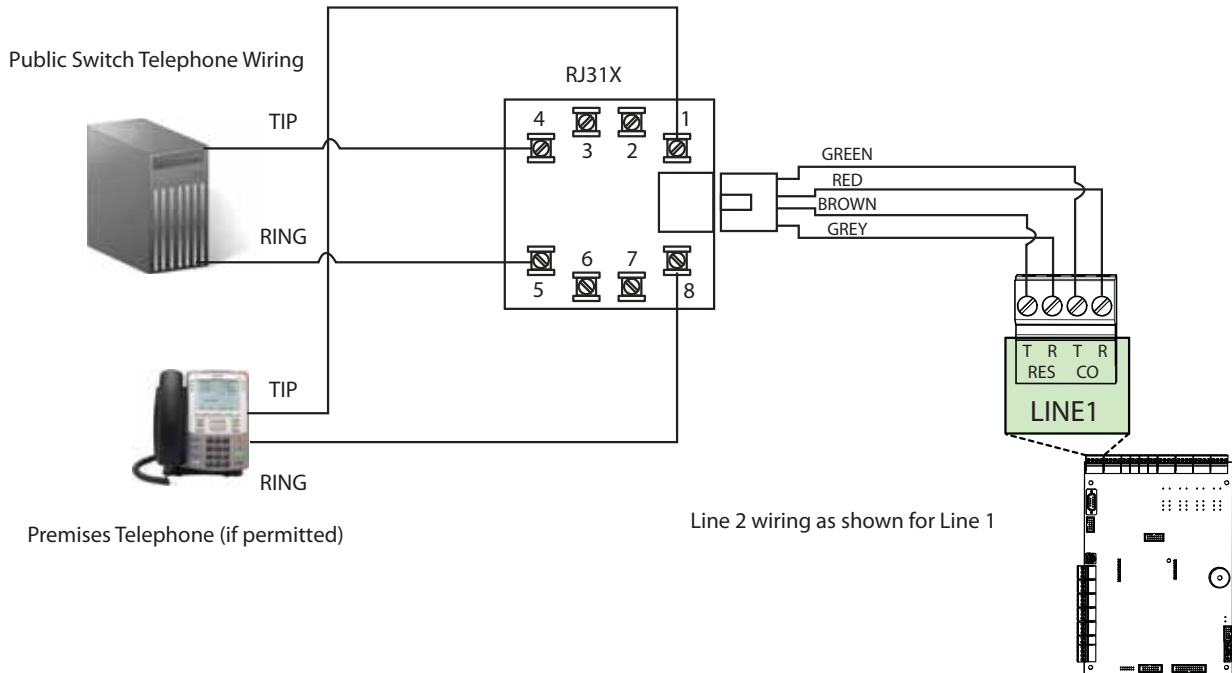 Public Switch Telephone Wiring
RJ31X
TIP
4
3
2
1
GREEN
RED
BROWN
GREY
RING
5
6
7
8
T R T R
RES CO
LINE1
TIP
RING
Premises Telephone (if permitted)
Line 2 wiring as shown for Line 1